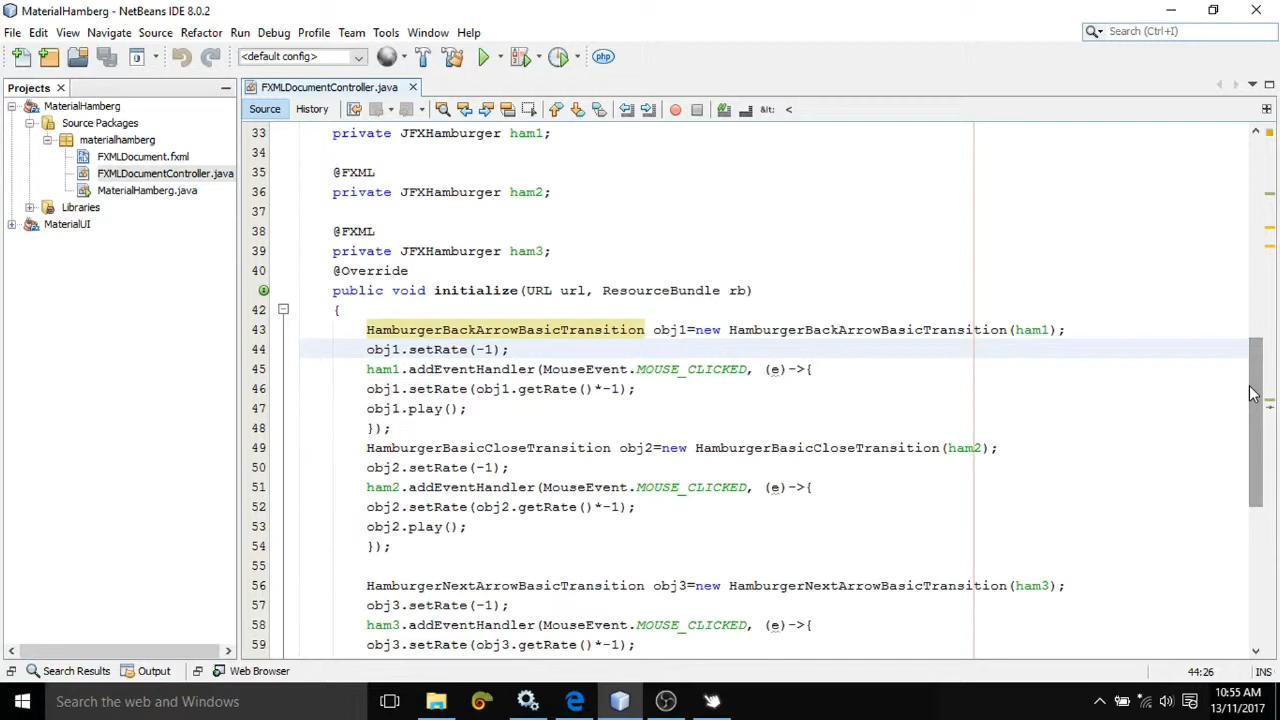 MaterialHamberg - NetBeans IDE 8.0.2
File Edit View Navigate Source Refactor Run Debug Profile Team Tools Window Help
Search (Ctrl+I)
<default config>
php
Projects
FXMLDocumentController.java
MaterialHamberg
Source Packages
materialhamberg
FXMLDocument.fxml
FXMLDocumentController.java
MaterialHamberg.java
Libraries
MaterialUI
Source History
&lt: <
33 private JFXHamburger ham1;
34
35 @FXML
36 private JFXHamburger ham2;
37
38 @FXML
39 private JFXHamburger ham3;
40 @Override
public void initialize(URL url, ResourceBundle rb)
42 {
43 HamburgerBackArrowBasicTransition obj1=new HamburgerBackArrowBasicTransition(ham1);
44 obj1.setRate(-1);
45 ham1.addEventHandler(MouseEvent.MOUSE_CLICKED, (e)->{
46 obj1.setRate(obj1.getRate()*-1);
47 obj1.play();
48 });
49 HamburgerBasicCloseTransition obj2=new HamburgerBasicCloseTransition(ham2);
50 obj2.setRate(-1);
51 ham2.addEventHandler(MouseEvent.MOUSE_CLICKED, (e)->{
52 obj2.setRate(obj2.getRate()*-1);
53 obj2.play();
54 });
55
56 HamburgerNextArrowBasicTransition obj3=new HamburgerNextArrowBasicTransition(ham3);
57 obj3.setRate(-1);
58 ham3.addEventHandler(MouseEvent.MOUSE_CLICKED, (e)->{
59 obj3.setRate(obj3.getRate()*-1);
Search Results Output Web Browser
44:26 INS
Search the web and Windows
10:55 AM
13/11/2017